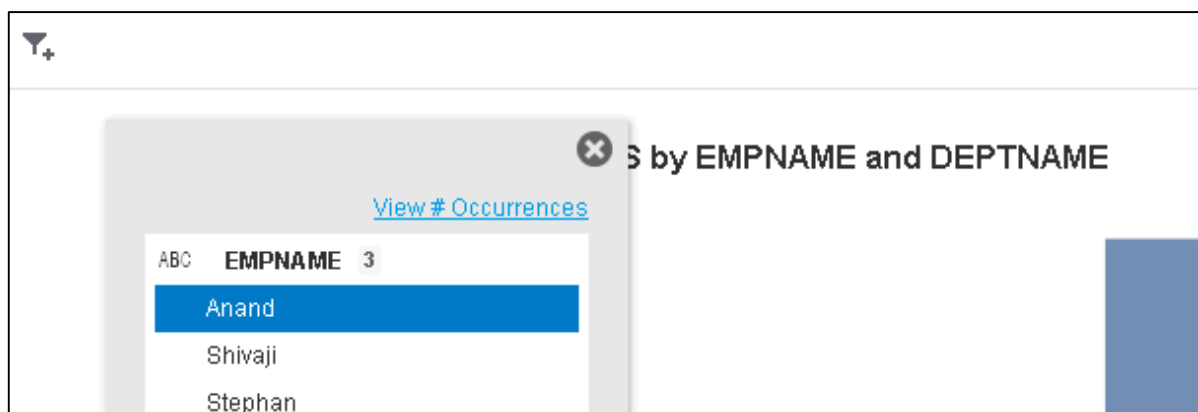 S by EMPNAME and DEPTNAME
View # Occurrences
ABC EMPNAME 3
Anand
Shivaji
Stephan